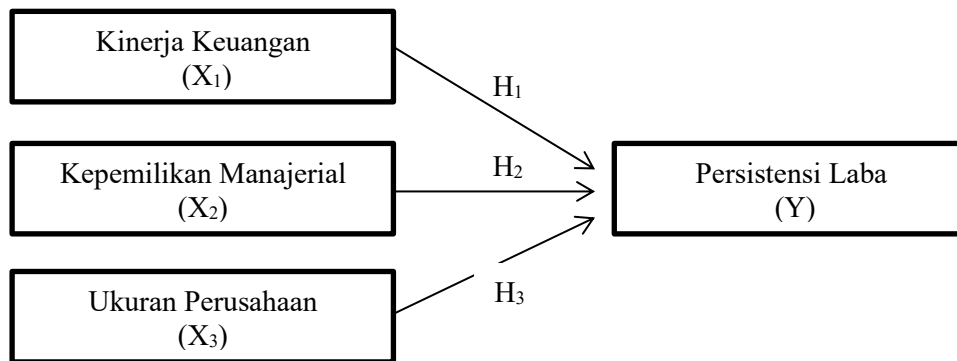 Kinerja Keuangan
(X₁)
H₁
Kepemilikan Manajerial
(X₂)
H₂
Persistensi Laba
(Y)
Ukuran Perusahaan
(X₃)
H₃